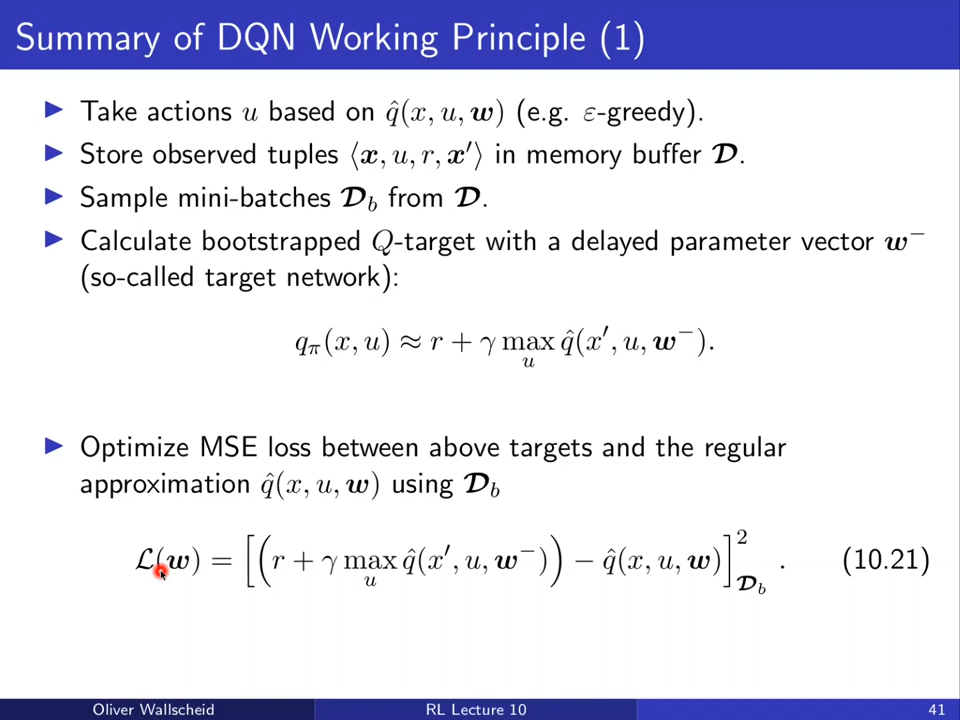 Summary of DQN Working Principle (1)
▶ Take actions u based on q̂(x, u, w) (e.g. ε-greedy).
▶ Store observed tuples ⟨x, u, r, x′⟩ in memory buffer 𝓓.
▶ Sample mini-batches 𝓓_b from 𝓓.
▶ Calculate bootstrapped Q-target with a delayed parameter vector w⁻
(so-called target network):
q_π(x, u) ≈ r + γ max_u q̂(x′, u, w⁻).
▶ Optimize MSE loss between above targets and the regular
approximation q̂(x, u, w) using 𝓓_b
𝓛(w) = [(r + γ max_u q̂(x′, u, w⁻)) − q̂(x, u, w)]²_𝓓_b . (10.21)
Oliver Wallscheid RL Lecture 10 41